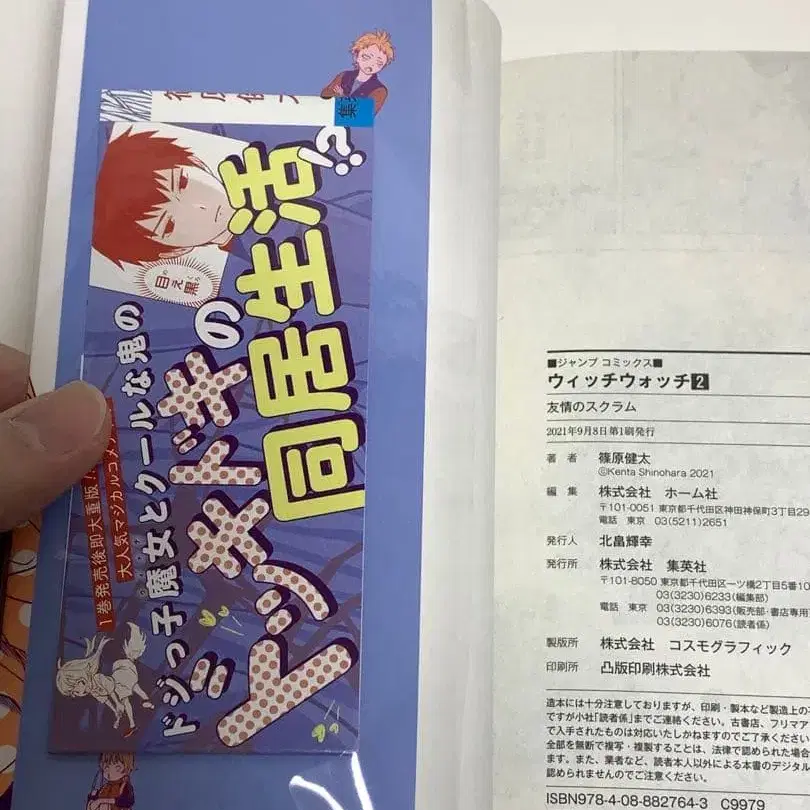 同居生活!?
ドッキドキの
ドジっ子魔女とクールな鬼の
1巻発売後即大重版!
大人気マジカルコメデ
目え黒
め
くろ
集
■ジャンプ コミックス■
ウィッチウォッチ2
友情のスクラム
2021年9月8日第1刷発行
著 者 篠原健太
©Kenta Shinohara 2021
編 集 株式会社 ホーム社
〒101-0051 東京都千代田区神田神保町3丁目29
電話 東京 03(5211)2651
発行人 北畠輝幸
発行所 株式会社 集英社
〒101-8050 東京都千代田区一ツ橋2丁目5番10
03(3230)6233(編集部)
電話 東京 03(3230)6393(販売部・書店専用)
03(3230)6076(読者係)
製版所 株式会社 コスモグラフィック
印刷所 凸版印刷株式会社
造本には十分注意しておりますが、印刷・製本など製造上の不
ですが小社「読者係」までご連絡ください。古書店、フリマア
で入手されたものは対応いたしかねますのでご了承くださ
全部を無断で複写・複製することは、法律で認められた場合
ます。また、業者など、読者本人以外による本書のデジタル
認められませんのでご注意ください。
ISBN978-4-08-882764-3 C9979